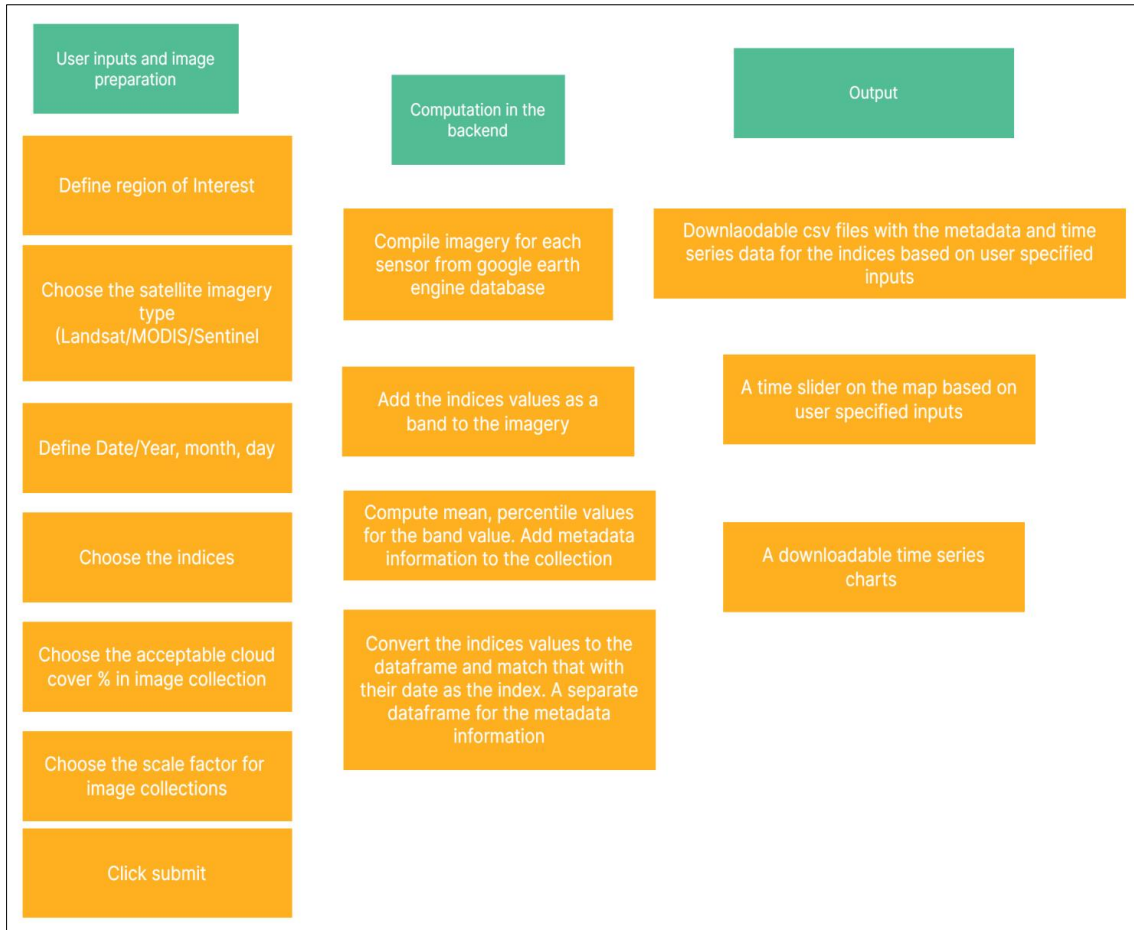 User inputs and image
preparation
Define region of Interest
Choose the satellite imagery
type
(Landsat/MODIS/Sentinel
Define Date/Year, month, day
Choose the indices
Choose the acceptable cloud
cover % in image collection
Choose the scale factor for
image collections
Click submit
Computation in the
backend
Compile imagery for each
sensor from google earth
engine database
Add the indices values as a
band to the imagery
Compute mean, percentile values
for the band value. Add metadata
information to the collection
Convert the indices values to the
dataframe and match that with
their date as the index. A separate
dataframe for the metadata
information
Output
Downlaodable csv files with the metadata and time
series data for the indices based on user specified
inputs
A time slider on the map based on
user specified inputs
A downloadable time series
charts